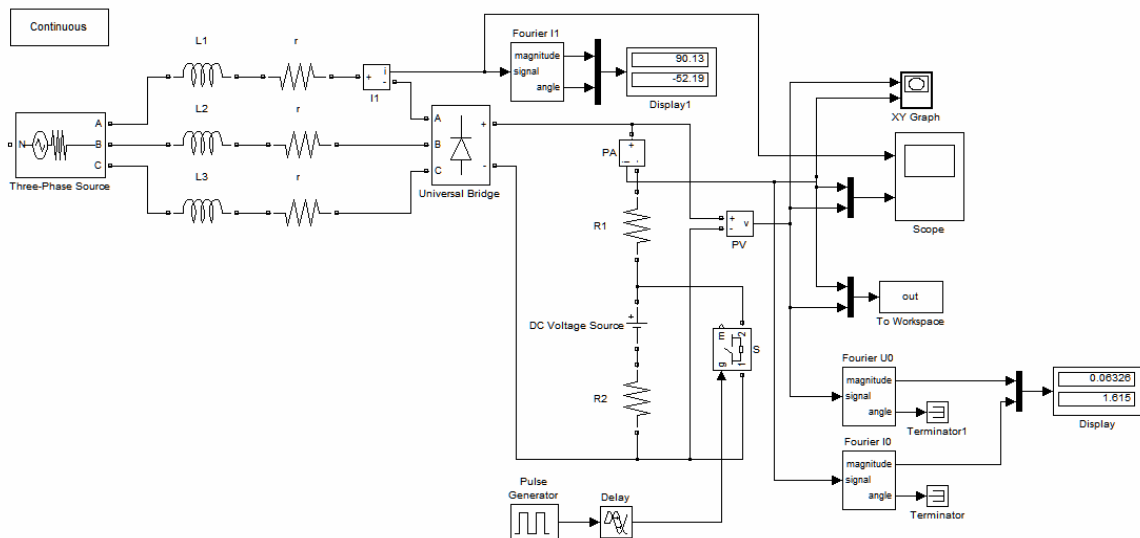 Continuous
L1
r
L2
r
L3
r
N
A
B
C
Three-Phase Source
+
-
i
I1
A
B
C
+
-
Universal Bridge
Fourier I1
magnitude
signal
angle
90.13
-52.19
Display1
+
-
i
PA
R1
DC Voltage Source
+
R2
E
2
g
1
S
+
-
v
PV
Pulse
Generator
Delay
XY Graph
Scope
out
To Workspace
Fourier U0
magnitude
signal
angle
Terminator1
Fourier I0
magnitude
signal
angle
Terminator
0.06326
1.615
Display